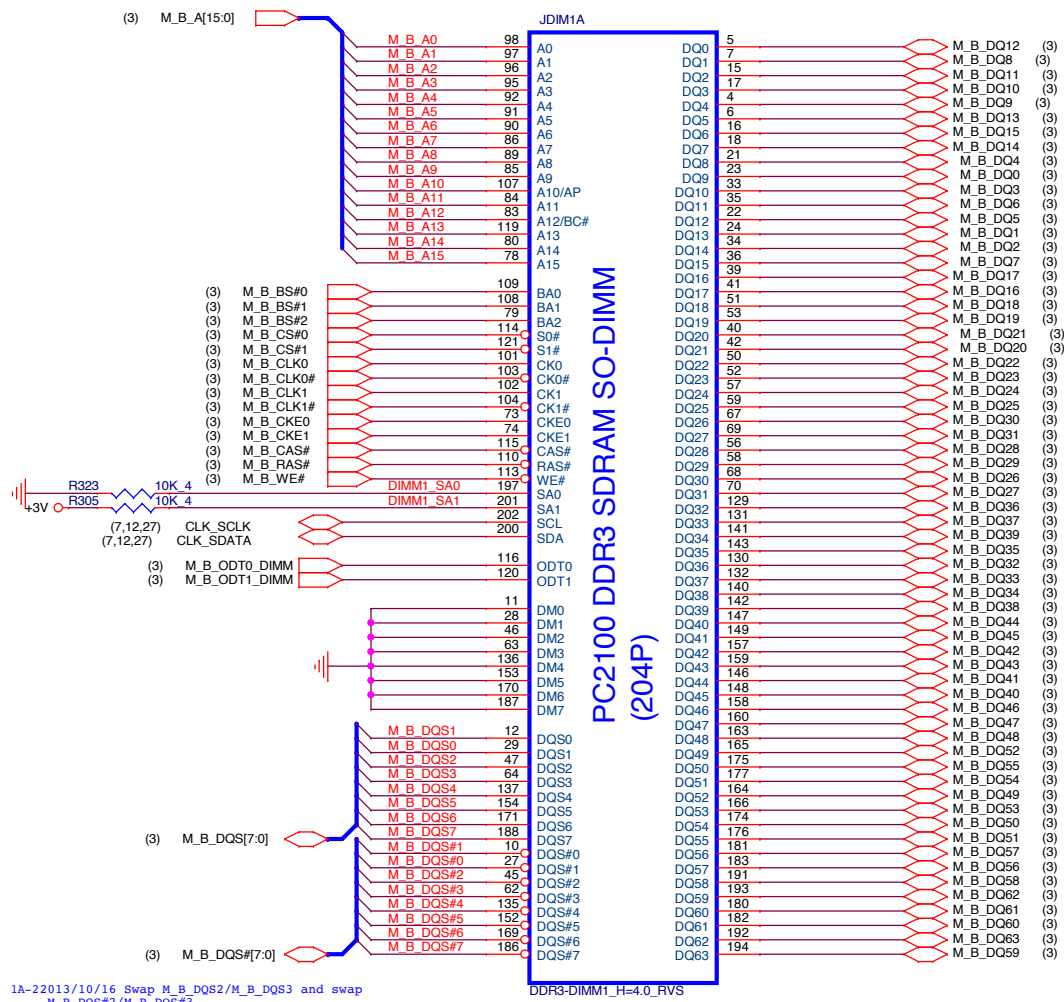 (3) M_B_A[15:0]
JDIM1A
M_B_A0 98 A0 DQ0 5 M_B_DQ12 (3)
M_B_A1 97 A1 DQ1 7 M_B_DQ8 (3)
M_B_A2 96 A2 DQ2 15 M_B_DQ11 (3)
M_B_A3 95 A3 DQ3 17 M_B_DQ10 (3)
M_B_A4 92 A4 DQ4 4 M_B_DQ9 (3)
M_B_A5 91 A5 DQ5 6 M_B_DQ13 (3)
M_B_A6 90 A6 DQ6 16 M_B_DQ15 (3)
M_B_A7 86 A7 DQ7 18 M_B_DQ14 (3)
M_B_A8 89 A8 DQ8 21 M_B_DQ4 (3)
M_B_A9 85 A9 DQ9 23 M_B_DQ0 (3)
M_B_A10 107 A10/AP DQ10 33 M_B_DQ3 (3)
M_B_A11 84 A11 DQ11 35 M_B_DQ6 (3)
M_B_A12 83 A12/BC# DQ12 22 M_B_DQ5 (3)
M_B_A13 119 A13 DQ13 24 M_B_DQ1 (3)
M_B_A14 80 A14 DQ14 34 M_B_DQ2 (3)
M_B_A15 78 A15 DQ15 36 M_B_DQ7 (3)
DQ16 39 M_B_DQ17 (3)
(3) M_B_BS#0 109 BA0 DQ17 41 M_B_DQ16 (3)
(3) M_B_BS#1 108 BA1 DQ18 51 M_B_DQ18 (3)
(3) M_B_BS#2 79 BA2 DQ19 53 M_B_DQ19 (3)
(3) M_B_CS#0 114 S0# DQ20 40 M_B_DQ21 (3)
(3) M_B_CS#1 121 S1# DQ21 42 M_B_DQ20 (3)
(3) M_B_CLK0 101 CK0 DQ22 50 M_B_DQ22 (3)
(3) M_B_CLK0# 103 CK0# DQ23 52 M_B_DQ23 (3)
(3) M_B_CLK1 102 CK1 DQ24 57 M_B_DQ24 (3)
(3) M_B_CLK1# 104 CK1# DQ25 59 M_B_DQ25 (3)
(3) M_B_CKE0 73 CKE0 DQ26 67 M_B_DQ30 (3)
(3) M_B_CKE1 74 CKE1 DQ27 69 M_B_DQ31 (3)
(3) M_B_CAS# 115 CAS# DQ28 56 M_B_DQ28 (3)
(3) M_B_RAS# 110 RAS# DQ29 58 M_B_DQ29 (3)
(3) M_B_WE# 113 WE# DQ30 68 M_B_DQ26 (3)
R323 10K_4 DIMM1_SA0 197 SA0 DQ31 70 M_B_DQ27 (3)
+3V R305 10K_4 DIMM1_SA1 201 SA1 DQ32 129 M_B_DQ36 (3)
(7,12,27) CLK_SCLK 202 SCL DQ33 131 M_B_DQ37 (3)
(7,12,27) CLK_SDATA 200 SDA DQ34 141 M_B_DQ39 (3)
DQ35 143 M_B_DQ35 (3)
(3) M_B_ODT0_DIMM 116 ODT0 DQ36 130 M_B_DQ32 (3)
(3) M_B_ODT1_DIMM 120 ODT1 DQ37 132 M_B_DQ33 (3)
DQ38 140 M_B_DQ34 (3)
11 DM0 DQ39 142 M_B_DQ38 (3)
28 DM1 DQ40 147 M_B_DQ44 (3)
46 DM2 DQ41 149 M_B_DQ45 (3)
63 DM3 DQ42 157 M_B_DQ42 (3)
136 DM4 DQ43 159 M_B_DQ43 (3)
153 DM5 DQ44 146 M_B_DQ41 (3)
170 DM6 DQ45 148 M_B_DQ40 (3)
187 DM7 DQ46 158 M_B_DQ46 (3)
DQ47 160 M_B_DQ47 (3)
M_B_DQS1 12 DQS0 DQ48 163 M_B_DQ48 (3)
M_B_DQS0 29 DQS1 DQ49 165 M_B_DQ52 (3)
M_B_DQS2 47 DQS2 DQ50 175 M_B_DQ55 (3)
M_B_DQS3 64 DQS3 DQ51 177 M_B_DQ54 (3)
M_B_DQS4 137 DQS4 DQ52 164 M_B_DQ49 (3)
M_B_DQS5 154 DQS5 DQ53 166 M_B_DQ53 (3)
M_B_DQS6 171 DQS6 DQ54 174 M_B_DQ50 (3)
(3) M_B_DQS[7:0] M_B_DQS7 188 DQS7 DQ55 176 M_B_DQ51 (3)
M_B_DQS#1 10 DQS#0 DQ56 181 M_B_DQ57 (3)
M_B_DQS#0 27 DQS#1 DQ57 183 M_B_DQ56 (3)
M_B_DQS#2 45 DQS#2 DQ58 191 M_B_DQ58 (3)
M_B_DQS#3 62 DQS#3 DQ59 193 M_B_DQ62 (3)
M_B_DQS#4 135 DQS#4 DQ60 180 M_B_DQ61 (3)
M_B_DQS#5 152 DQS#5 DQ61 182 M_B_DQ60 (3)
M_B_DQS#6 169 DQS#6 DQ62 192 M_B_DQ63 (3)
(3) M_B_DQS#[7:0] M_B_DQS#7 186 DQS#7 DQ63 194 M_B_DQ59 (3)
PC2100 DDR3 SDRAM SO-DIMM
(204P)
DDR3-DIMM1_H=4.0_RVS
1A-22013/10/16 Swap M_B_DQS2/M_B_DQS3 and swap
M_B_DQS#2/M_B_DQS#3